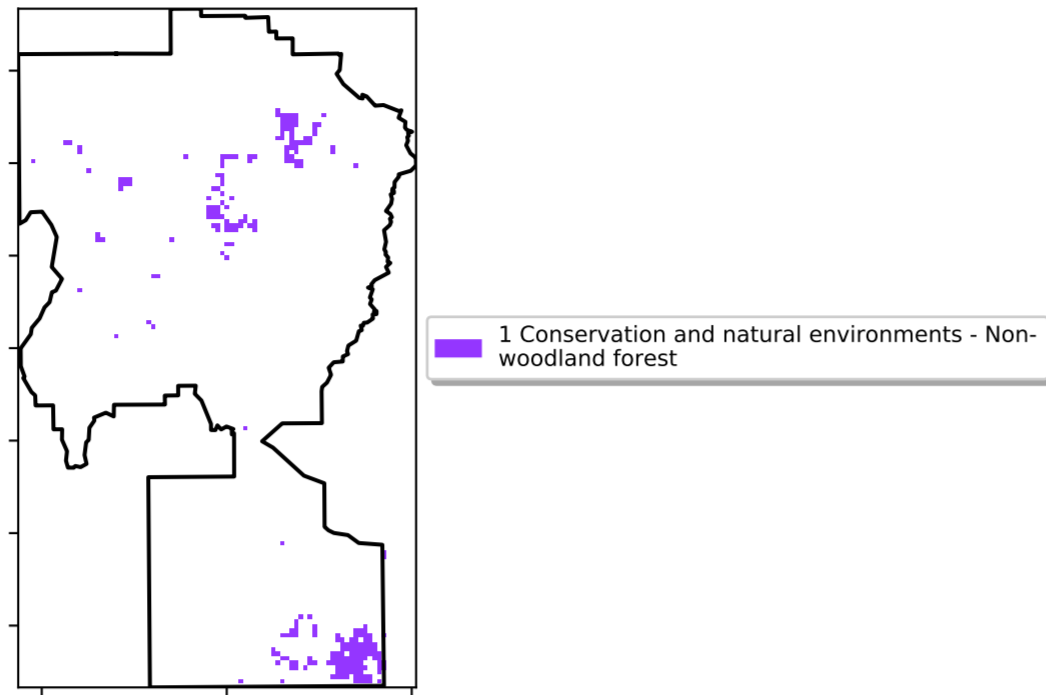 1 Conservation and natural environments - Non-
woodland forest